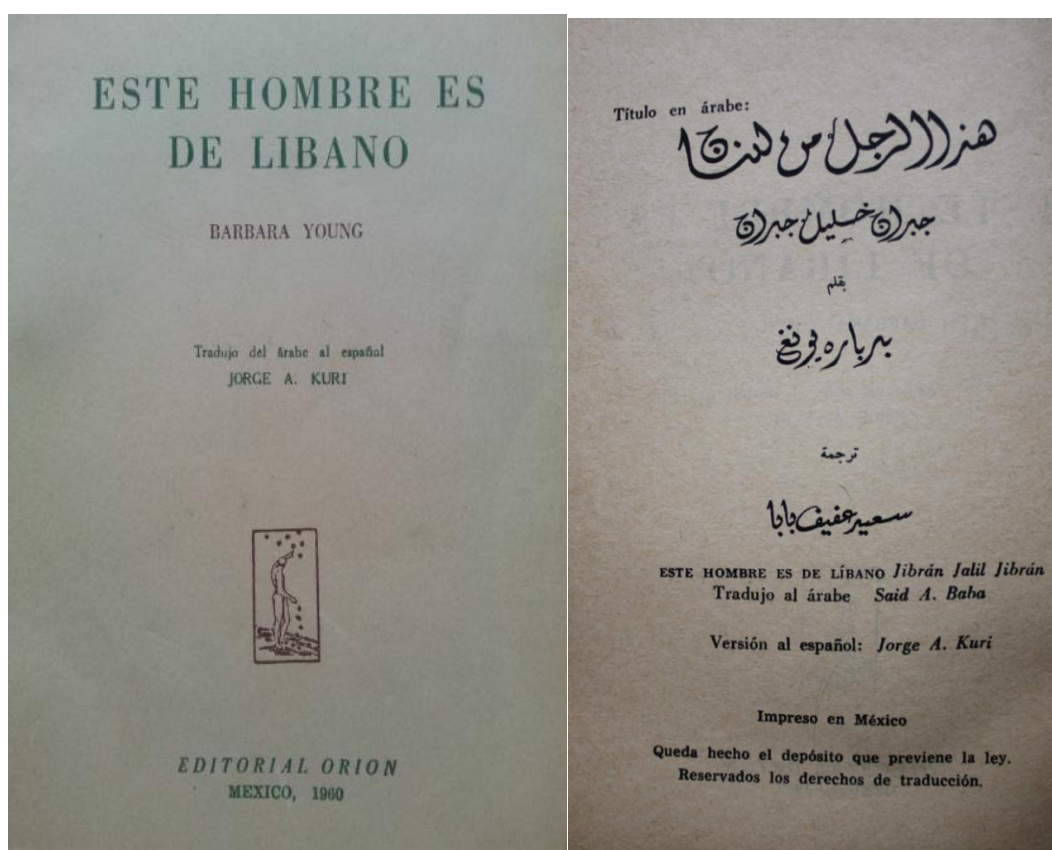 ESTE HOMBRE ES
DE LIBANO
BARBARA YOUNG
Tradujo del árabe al español
JORGE A. KURI
EDITORIAL ORION
MEXICO, 1960
Título en árabe:
هذا الرجل من لبنان
جبران خليل جبران
بقلم
بربارة يونغ
ترجمة
سعيد عفيف بابا
ESTE HOMBRE ES DE LÍBANO Jibrán Jalil Jibrán
Tradujo al árabe Said A. Baba
Versión al español: Jorge A. Kuri
Impreso en México
Queda hecho el depósito que previene la ley.
Reservados los derechos de traducción.